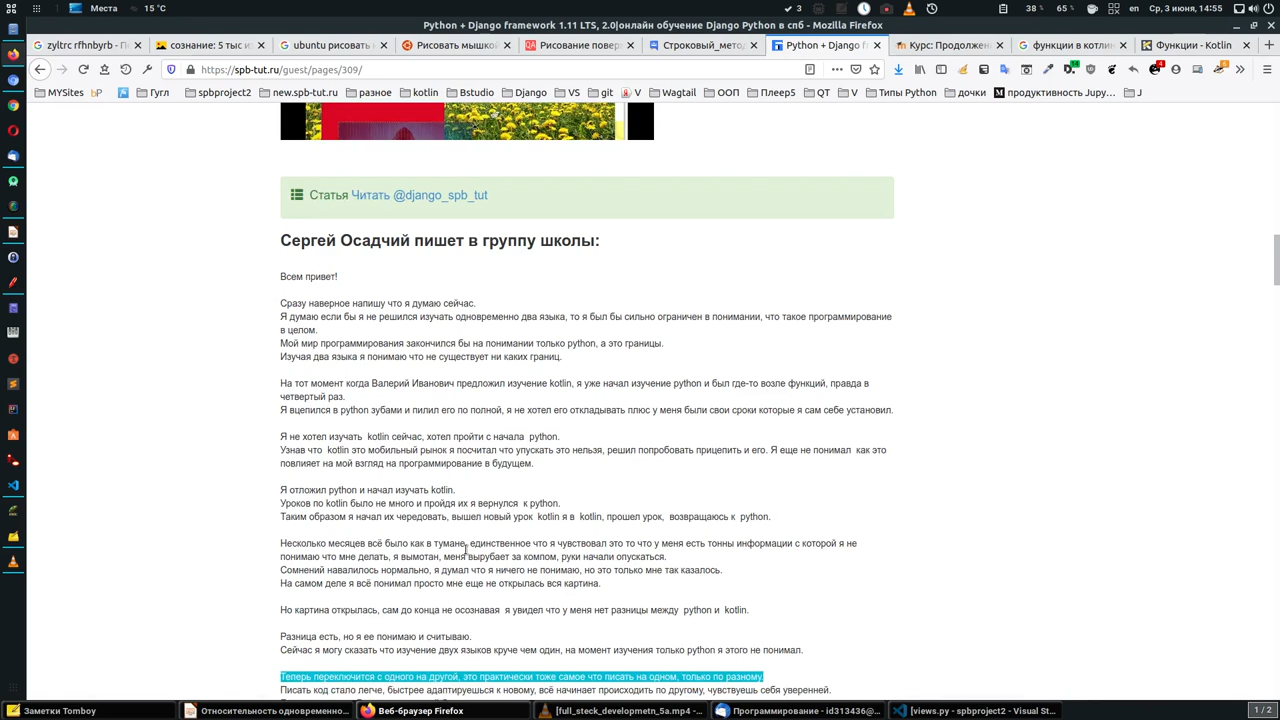 Места 15 °C 3 38 % 65 % en Ср, 3 июня, 14:55
Python + Django framework 1.11 LTS, 2.0|онлайн обучение Django Python в спб - Mozilla Firefox
zyltrc rfhnbyrb - П сознание: 5 тыс и ubuntu рисовать Рисовать мышкой Рисование повер Строковый_мето Python + Django f Курс: Продолжен функции в котлин Функции - Kotlin
https://spb-tut.ru/guest/pages/309/
MYSites Гугл spbproject2 new.spb-tut.ru разное kotlin Bstudio Django VS git V Wagtail ООП Плеер5 QT V Типы Python дочки продуктивность Jupy… J
Статья Читать @django_spb_tut
Сергей Осадчий пишет в группу школы:
Всем привет!
Сразу наверное напишу что я думаю сейчас.
Я думаю если бы я не решился изучать одновременно два языка, то я был бы сильно ограничен в понимании, что такое программирование
в целом.
Мой мир программирования закончился бы на понимании только python, а это границы.
Изучая два языка я понимаю что не существует ни каких границ.
На тот момент когда Валерий Иванович предложил изучение kotlin, я уже начал изучение python и был где-то возле функций, правда в
четвертый раз.
Я вцепился в python зубами и пилил его по полной, я не хотел его откладывать плюс у меня были свои сроки которые я сам себе установил.
Я не хотел изучать kotlin сейчас, хотел пройти с начала python.
Узнав что kotlin это мобильный рынок я посчитал что упускать это нельзя, решил попробовать прицепить и его. Я еще не понимал как это
повлияет на мой взгляд на программирование в будущем.
Я отложил python и начал изучать kotlin.
Уроков по kotlin было не много и пройдя их я вернулся к python.
Таким образом я начал их чередовать, вышел новый урок kotlin я в kotlin, прошел урок, возвращаюсь к python.
Несколько месяцев всё было как в тумане, единственное что я чувствовал это то что у меня есть тонны информации с которой я не
понимаю что мне делать, я вымотан, меня вырубает за компом, руки начали опускаться.
Сомнений навалилось нормально, я думал что я ничего не понимаю, но это только мне так казалось.
На самом деле я всё понимал просто мне еще не открылась вся картина.
Но картина открылась, сам до конца не осознавая я увидел что у меня нет разницы между python и kotlin.
Разница есть, но я ее понимаю и считываю.
Сейчас я могу сказать что изучение двух языков круче чем один, на момент изучения только python я этого не понимал.
Теперь переключится с одного на другой, это практически тоже самое что писать на одном, только по разному.
Писать код стало легче, быстрее адаптируешься к новому, всё начинает происходить по другому, чувствуешь себя уверенней.
Заметки Tomboy Относительность одновременно… Веб-браузер Firefox [full_steck_developmetn_5a.mp4 -… Программирование - id313436@… [views.py - spbproject2 - Visual St… 1 / 2